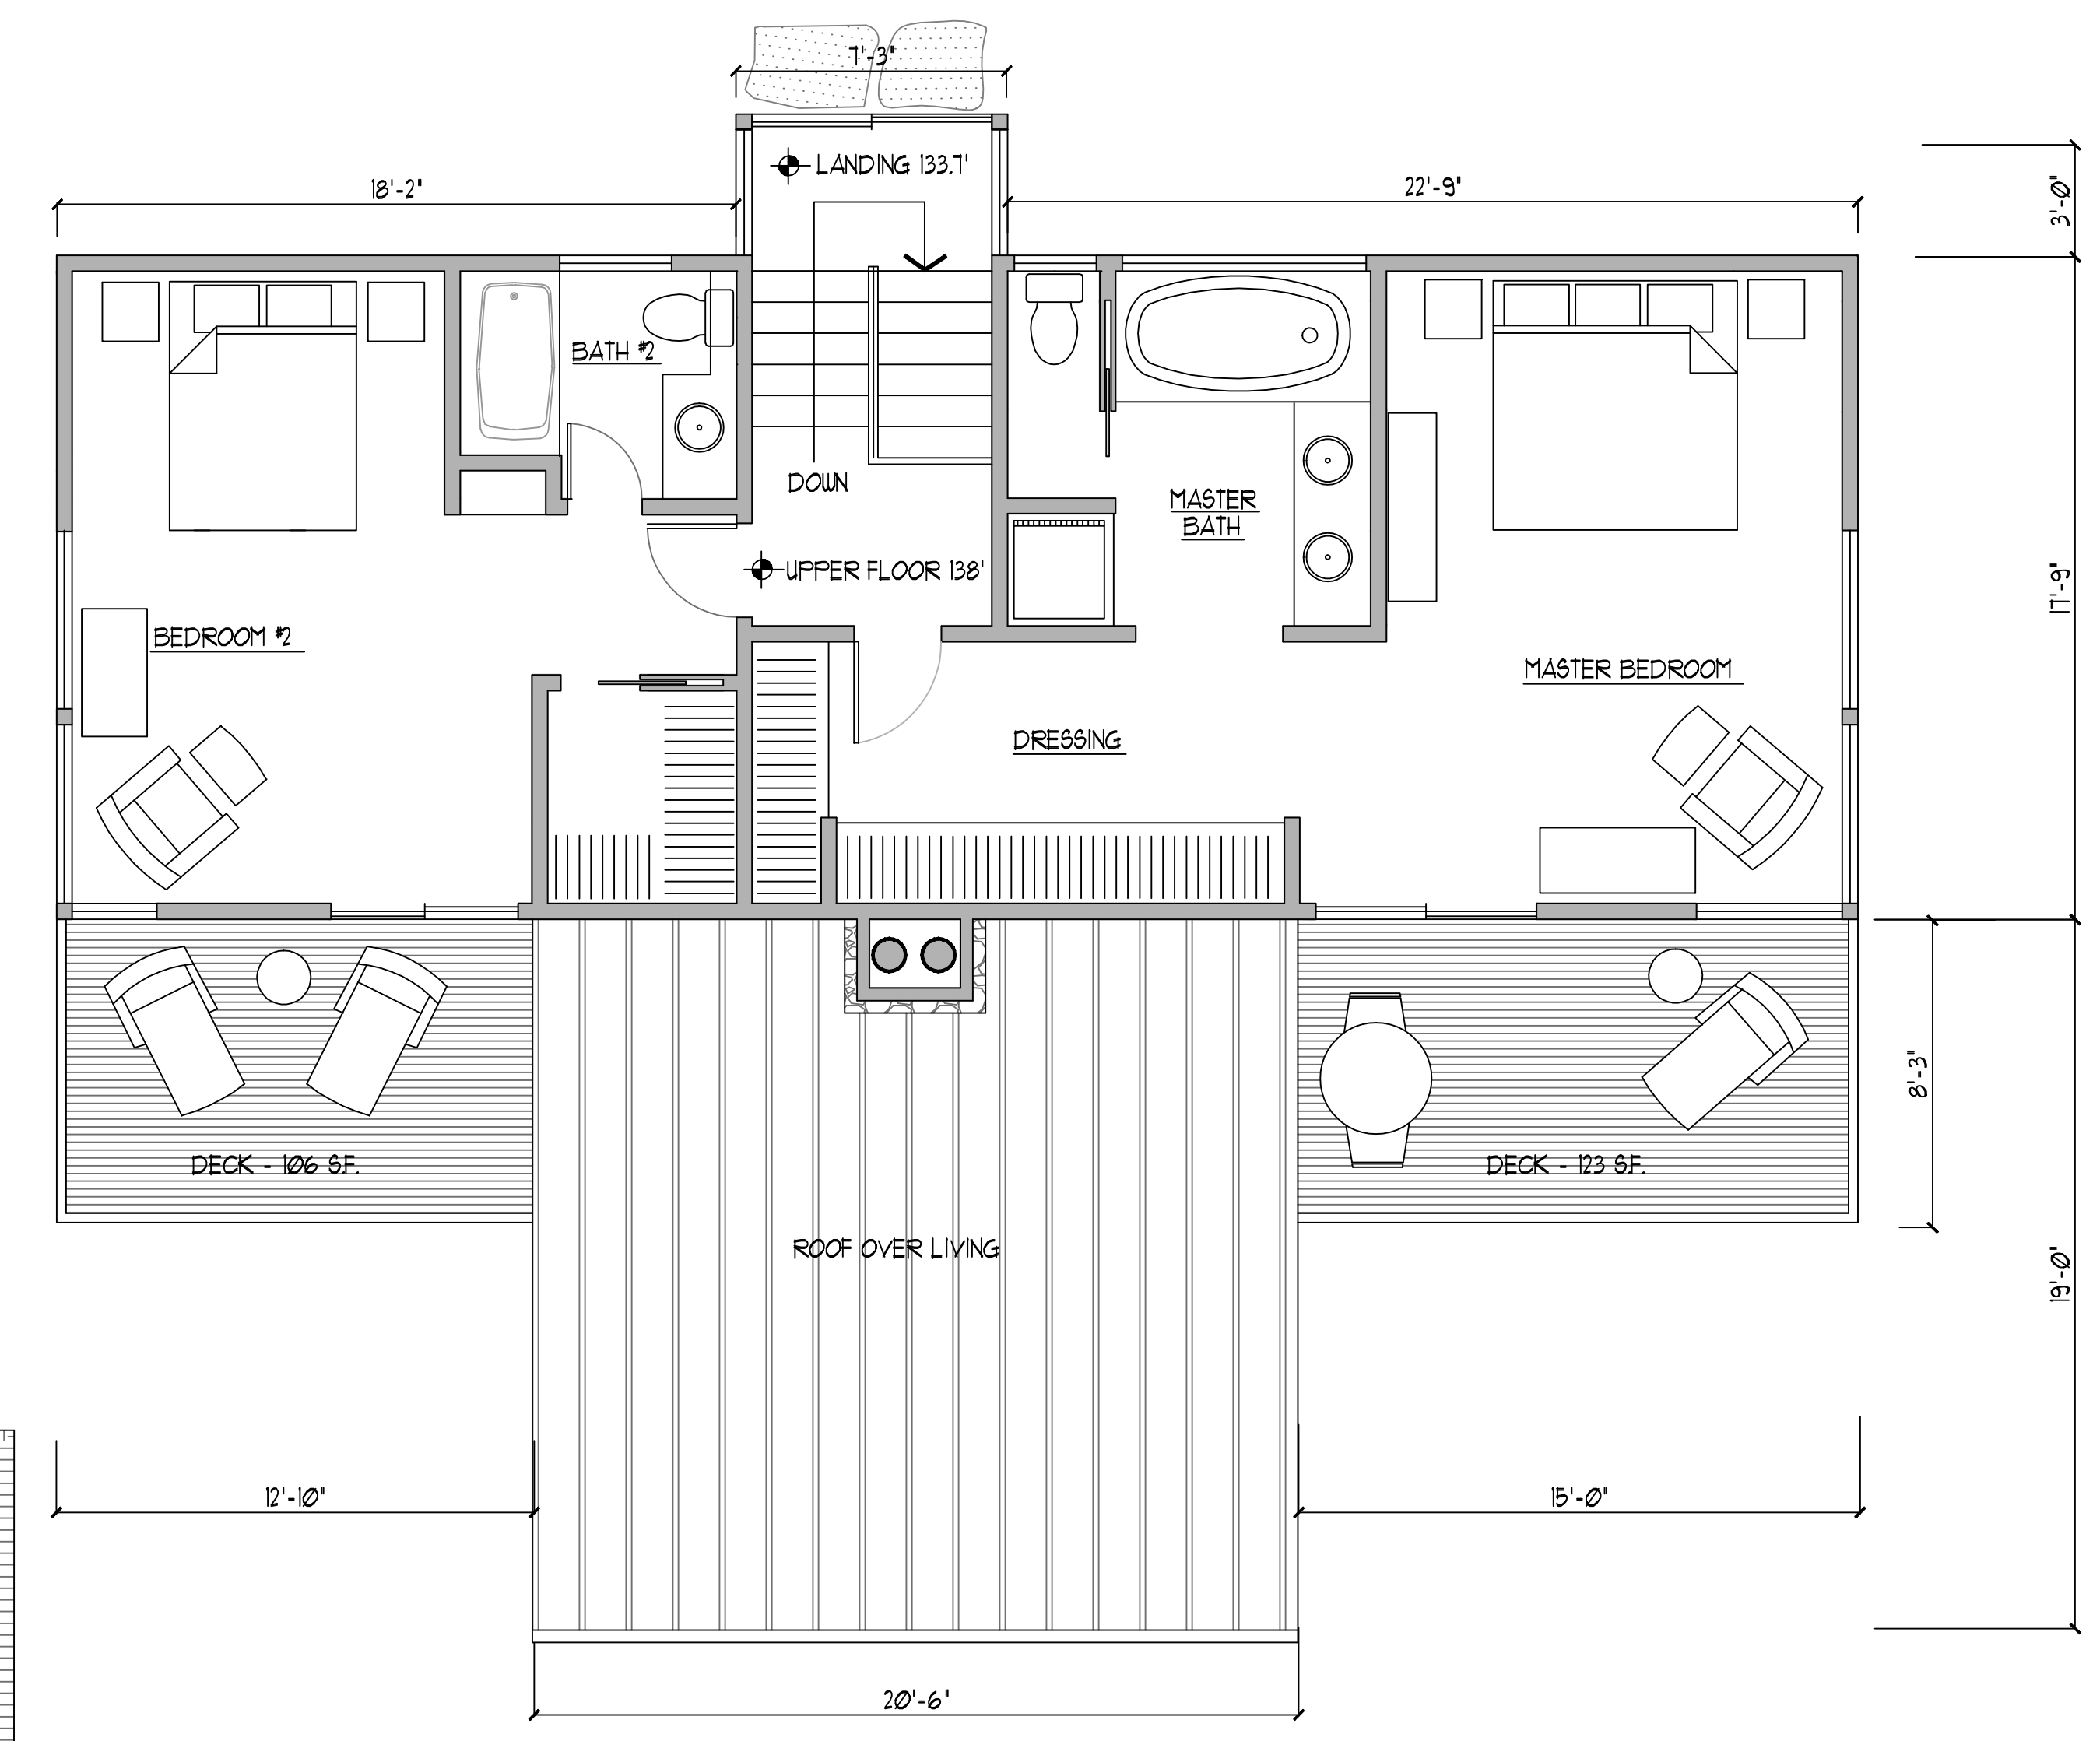 7'-3"
LANDING 133.7'
18'-2"
22'-9"
3'-0"
BATH #2
DOWN
MASTER
BATH
UPPER FLOOR 138'
17'-9"
BEDROOM #2
MASTER BEDROOM
DRESSING
8'-3"
DECK - 106 S.F.
DECK - 123 S.F.
ROOF OVER LIVING
19'-0"
12'-10"
15'-0"
20'-6"